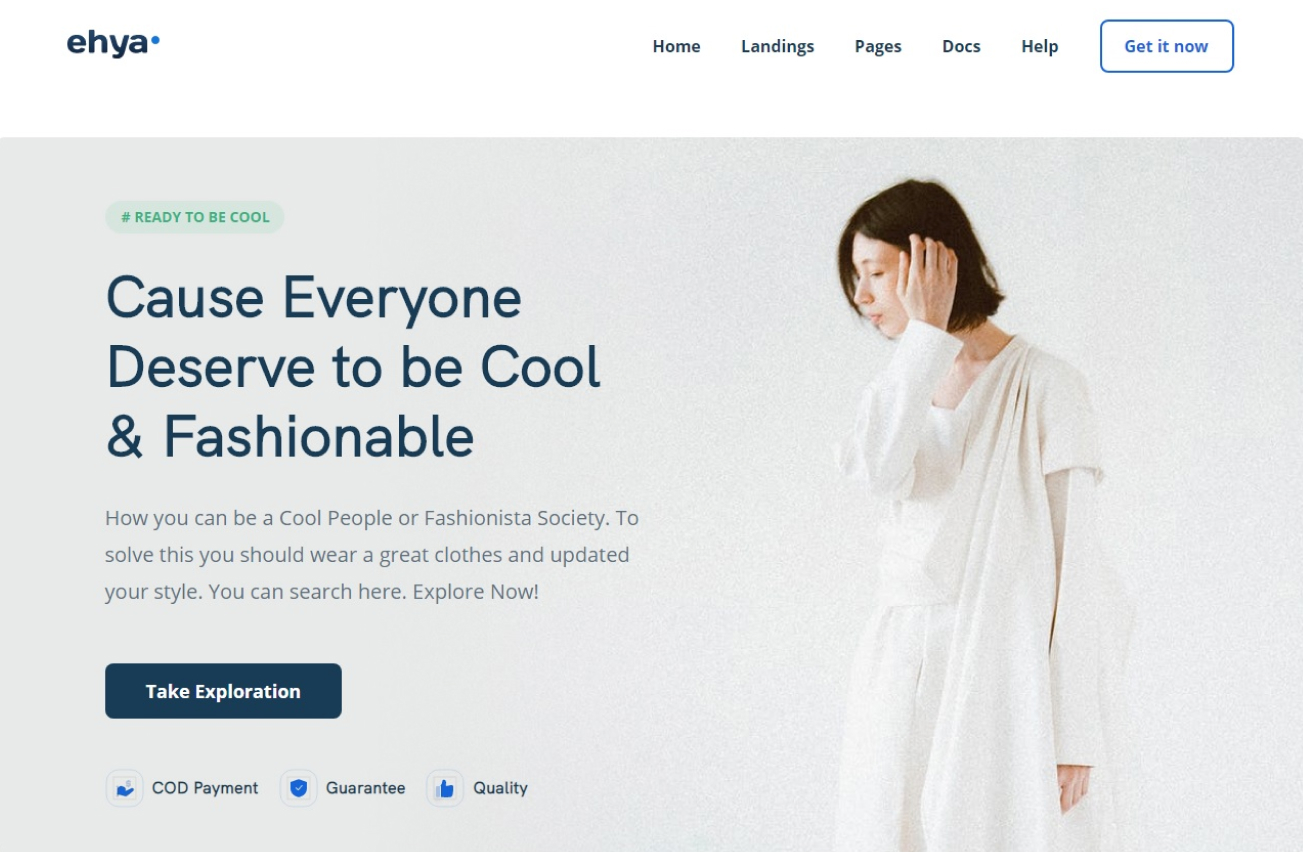 ehya
Home Landings Pages Docs Help Get it now
# READY TO BE COOL
Cause Everyone
Deserve to be Cool
& Fashionable
How you can be a Cool People or Fashionista Society. To
solve this you should wear a great clothes and updated
your style. You can search here. Explore Now!
Take Exploration
COD Payment Guarantee Quality